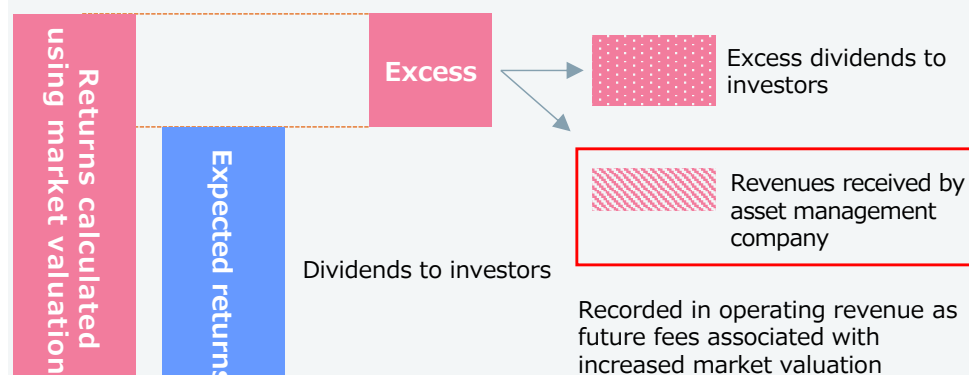 Returns calculated
using market valuation
Expected returns
Excess
Dividends to investors
Excess dividends to
investors
Revenues received by
asset management
company
Recorded in operating revenue as
future fees associated with
increased market valuation